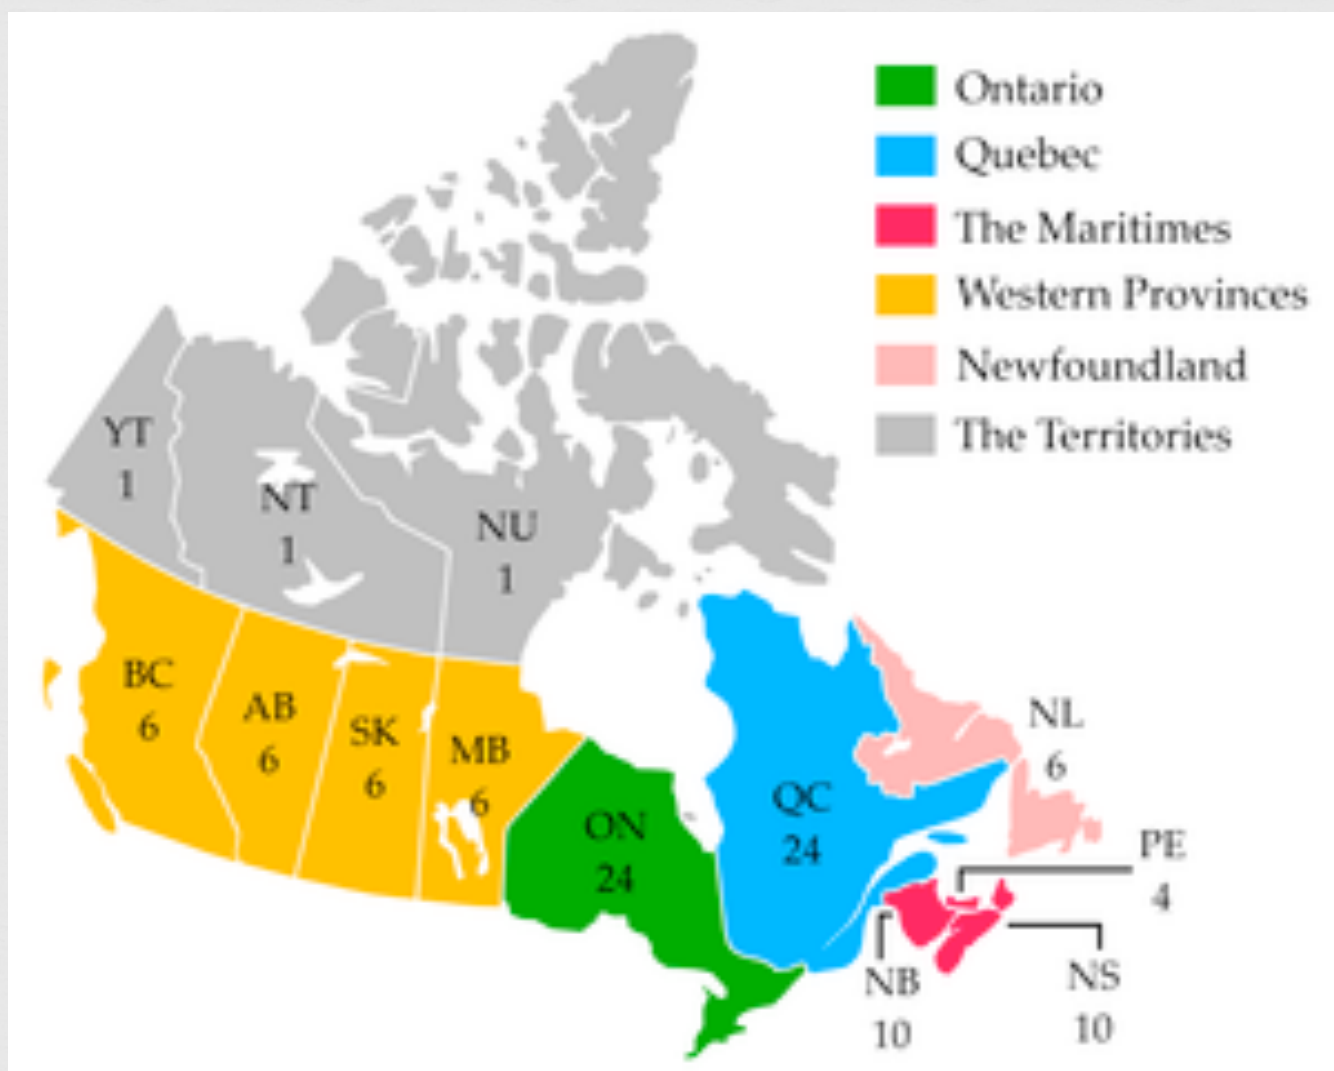 Ontario
Quebec
The Maritimes
Western Provinces
Newfoundland
The Territories
YT
1
NT
1
NU
1
BC
6
AB
6
SK
6
MB
6
ON
24
QC
24
NL
6
PE
4
NB
10
NS
10